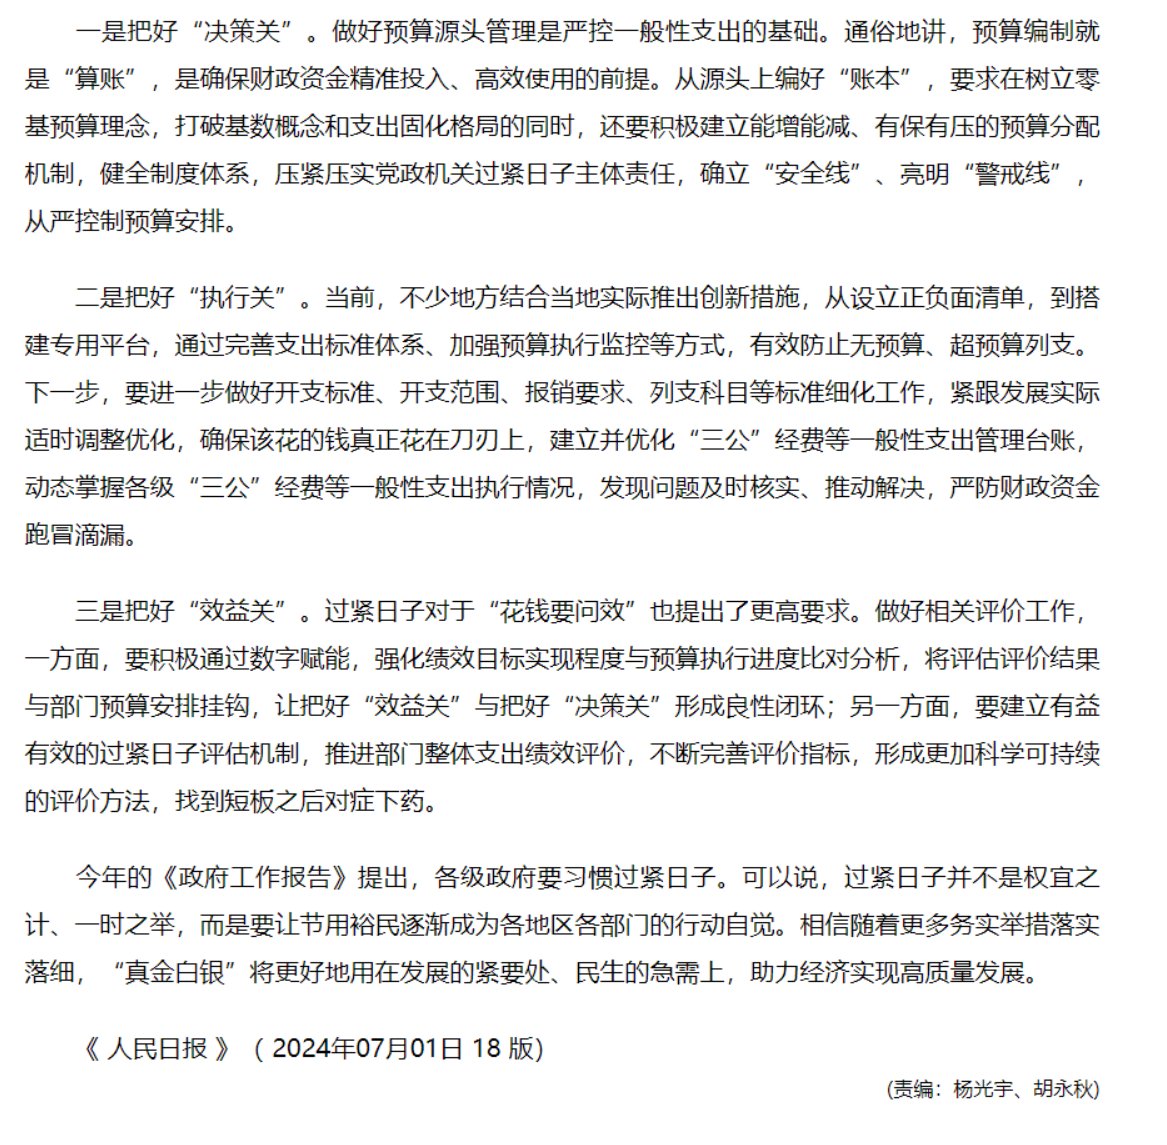 一是把好“决策关”。做好预算源头管理是严控一般性支出的基础。通俗地讲，预算编制就
是“算账”，是确保财政资金精准投入、高效使用的前提。从源头上编好“账本”，要求在树立零
基预算理念，打破基数概念和支出固化格局的同时，还要积极建立能增能减、有保有压的预算分配
机制，健全制度体系，压紧压实党政机关过紧日子主体责任，确立“安全线”、亮明“警戒线”，
从严控制预算安排。
二是把好“执行关”。当前，不少地方结合当地实际推出创新措施，从设立正负面清单，到搭
建专用平台，通过完善支出标准体系、加强预算执行监控等方式，有效防止无预算、超预算列支。
下一步，要进一步做好开支标准、开支范围、报销要求、列支科目等标准细化工作，紧跟发展实际
适时调整优化，确保该花的钱真正花在刀刃上，建立并优化“三公”经费等一般性支出管理台账，
动态掌握各级“三公”经费等一般性支出执行情况，发现问题及时核实、推动解决，严防财政资金
跑冒滴漏。
三是把好“效益关”。过紧日子对于“花钱要问效”也提出了更高要求。做好相关评价工作，
一方面，要积极通过数字赋能，强化绩效目标实现程度与预算执行进度比对分析，将评估评价结果
与部门预算安排挂钩，让把好“效益关”与把好“决策关”形成良性闭环；另一方面，要建立有益
有效的过紧日子评估机制，推进部门整体支出绩效评价，不断完善评价指标，形成更加科学可持续
的评价方法，找到短板之后对症下药。
今年的《政府工作报告》提出，各级政府要习惯过紧日子。可以说，过紧日子并不是权宜之
计、一时之举，而是要让节用裕民逐渐成为各地区各部门的行动自觉。相信随着更多务实举措落实
落细，“真金白银”将更好地用在发展的紧要处、民生的急需上，助力经济实现高质量发展。
《 人民日报 》（ 2024年07月01日 18 版）
(责编：杨光宇、胡永秋)